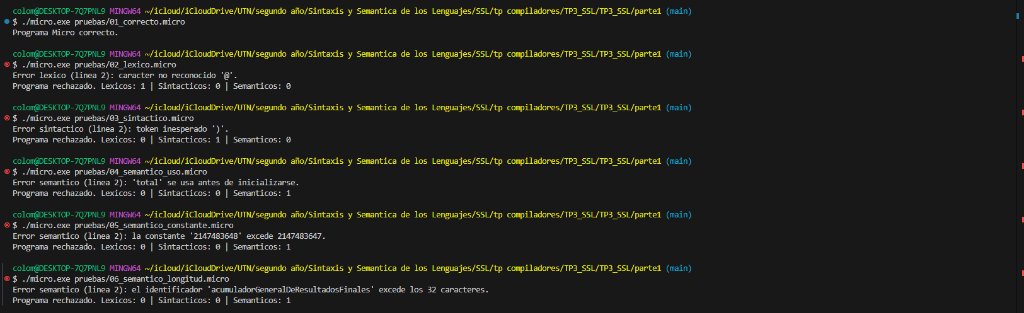 colom@DESKTOP-7Q7PNL9 MINGW64 ~/icloud/iCloudDrive/UTN/segundo año/Sintaxis y Semantica de los Lenguajes/SSL/tp compiladores/TP3_SSL/TP3_SSL/parte1 (main)
$ ./micro.exe pruebas/01_correcto.micro
Programa Micro correcto.
colom@DESKTOP-7Q7PNL9 MINGW64 ~/icloud/iCloudDrive/UTN/segundo año/Sintaxis y Semantica de los Lenguajes/SSL/tp compiladores/TP3_SSL/TP3_SSL/parte1 (main)
$ ./micro.exe pruebas/02_lexico.micro
Error lexico (linea 2): caracter no reconocido '@'.
Programa rechazado. Lexicos: 1 | Sintacticos: 0 | Semanticos: 0
colom@DESKTOP-7Q7PNL9 MINGW64 ~/icloud/iCloudDrive/UTN/segundo año/Sintaxis y Semantica de los Lenguajes/SSL/tp compiladores/TP3_SSL/TP3_SSL/parte1 (main)
$ ./micro.exe pruebas/03_sintactico.micro
Error sintactico (linea 2): token inesperado ')'.
Programa rechazado. Lexicos: 0 | Sintacticos: 1 | Semanticos: 0
colom@DESKTOP-7Q7PNL9 MINGW64 ~/icloud/iCloudDrive/UTN/segundo año/Sintaxis y Semantica de los Lenguajes/SSL/tp compiladores/TP3_SSL/TP3_SSL/parte1 (main)
$ ./micro.exe pruebas/04_semantico_uso.micro
Error semantico (linea 2): 'total' se usa antes de inicializarse.
Programa rechazado. Lexicos: 0 | Sintacticos: 0 | Semanticos: 1
colom@DESKTOP-7Q7PNL9 MINGW64 ~/icloud/iCloudDrive/UTN/segundo año/Sintaxis y Semantica de los Lenguajes/SSL/tp compiladores/TP3_SSL/TP3_SSL/parte1 (main)
$ ./micro.exe pruebas/05_semantico_constante.micro
Error semantico (linea 2): la constante '2147483648' excede 2147483647.
Programa rechazado. Lexicos: 0 | Sintacticos: 0 | Semanticos: 1
colom@DESKTOP-7Q7PNL9 MINGW64 ~/icloud/iCloudDrive/UTN/segundo año/Sintaxis y Semantica de los Lenguajes/SSL/tp compiladores/TP3_SSL/TP3_SSL/parte1 (main)
$ ./micro.exe pruebas/06_semantico_longitud.micro
Error semantico (linea 2): el identificador 'acumuladorGeneralDeResultadosFinales' excede los 32 caracteres.
Programa rechazado. Lexicos: 0 | Sintacticos: 0 | Semanticos: 1